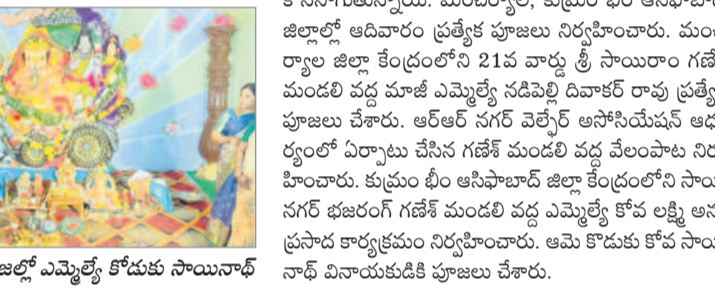 కొనసాగుతున్నాయి. మంచిర్యాల, కుమ్రం భీం
జిల్లాల్లో ఆదివారం ప్రత్యేక పూజలు నిర్వహించారు. మంచి
ర్యాల జిల్లా కేంద్రంలోని 21వ వార్డు శ్రీ సాయిరాం గణే
మండలి వద్ద మాజీ ఎమ్మెల్యే నడిపెల్లి దివాకర్ రావు ప్రత్యే
పూజలు చేశారు. ఆర్ఆర్ నగర్ వెల్ఫేర్ అసోసియేషన్ ఆధ
ర్యంలో ఏర్పాటు చేసిన గణేశ్ మండలి వద్ద వేలంపాట నిర
హించారు. కుమ్రం భీం ఆసిఫాబాద్ జిల్లా కేంద్రంలోని సాయి
నగర్ భజరంగ్ గణేశ్ మండలి వద్ద ఎమ్మెల్యే కోవ లక్ష్మి అన
ప్రసాద కార్యక్రమం నిర్వహించారు. ఆమె కొడుకు కోవ సాయి
నాథ్ వినాయకుడికి పూజలు చేశారు.
జల్లో ఎమ్మెల్యే కోడుకు సాయినాథ్